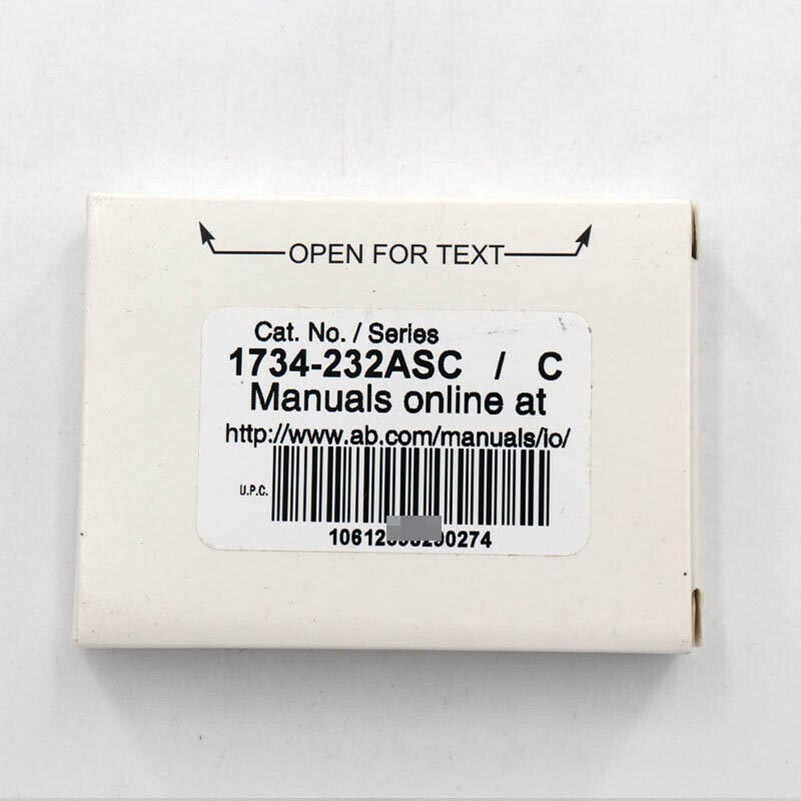 OPEN FOR TEXT
Cat. No. / Series
1734-232ASC / C
Manuals online at
http://www.ab.com/manuals/io/
U.P.C.